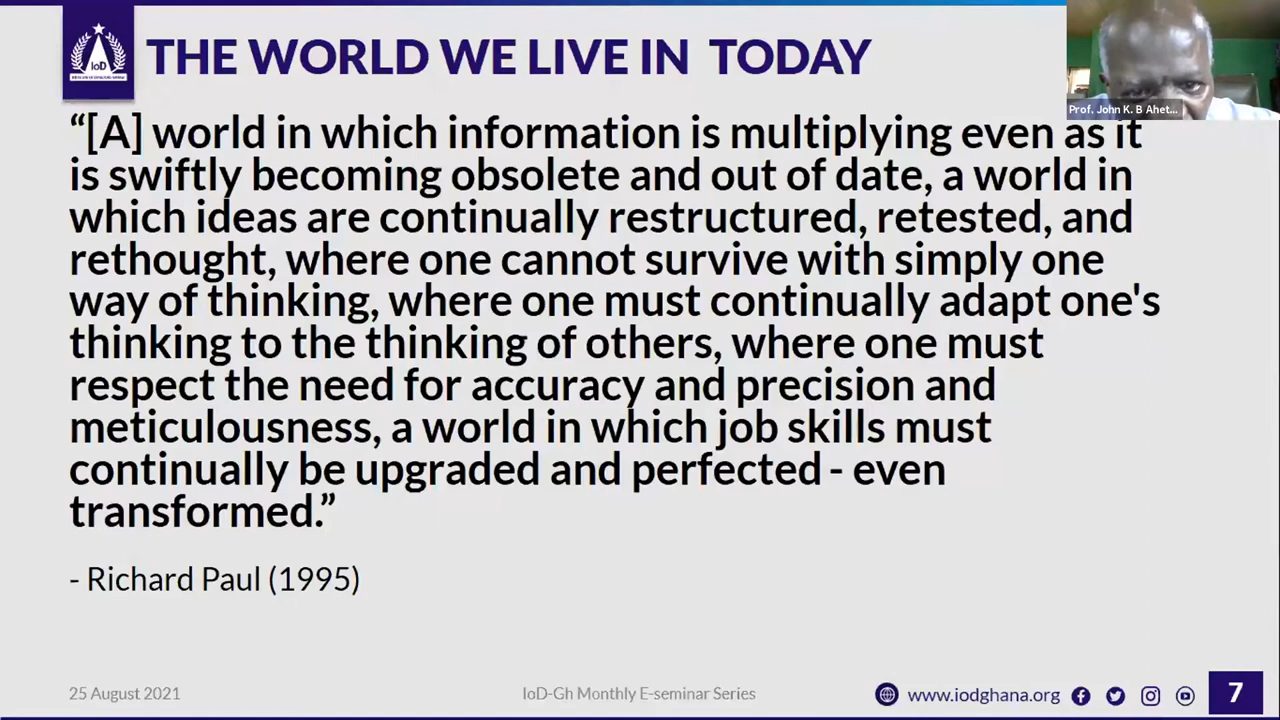 IoD
THE WORLD WE LIVE IN TODAY
Prof. John K. B Ahet...
“[A] world in which information is multiplying even as it
is swiftly becoming obsolete and out of date, a world in
which ideas are continually restructured, retested, and
rethought, where one cannot survive with simply one
way of thinking, where one must continually adapt one's
thinking to the thinking of others, where one must
respect the need for accuracy and precision and
meticulousness, a world in which job skills must
continually be upgraded and perfected - even
transformed.”
- Richard Paul (1995)
25 August 2021
IoD-Gh Monthly E-seminar Series
www.iodghana.org
7